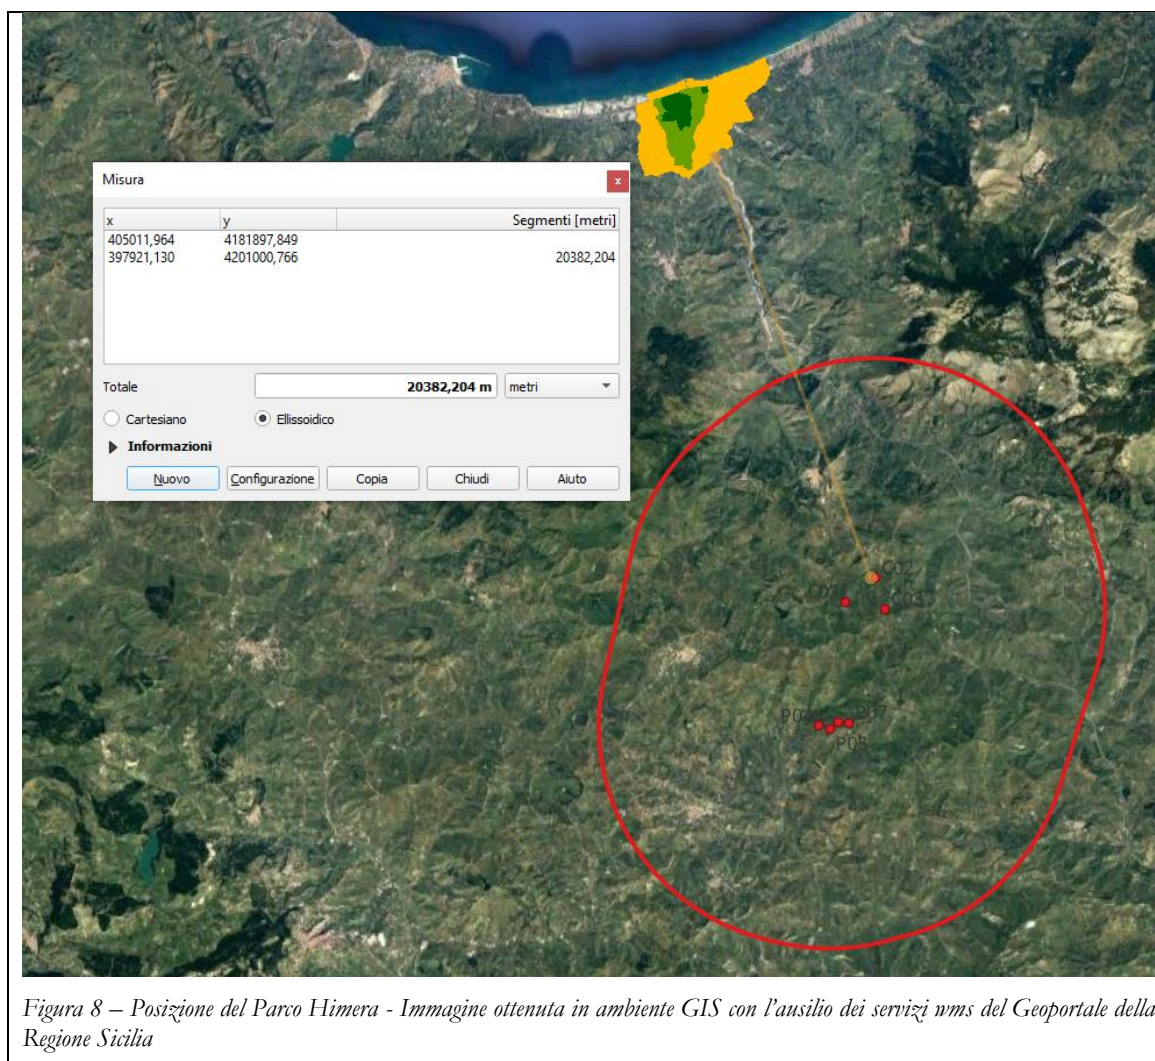 Misura
x
x y Segmenti [metri]
405011,964 4181897,849
397921,130 4201000,766 20382,204
Totale 20382,204 m metri
Cartesiano Ellissoidico
Informazioni
Nuovo Configurazione Copia Chiudi Aiuto
C02
C03
P07
P05
Figura 8 – Posizione del Parco Himera - Immagine ottenuta in ambiente GIS con l'ausilio dei servizi wms del Geoportale della
Regione Sicilia